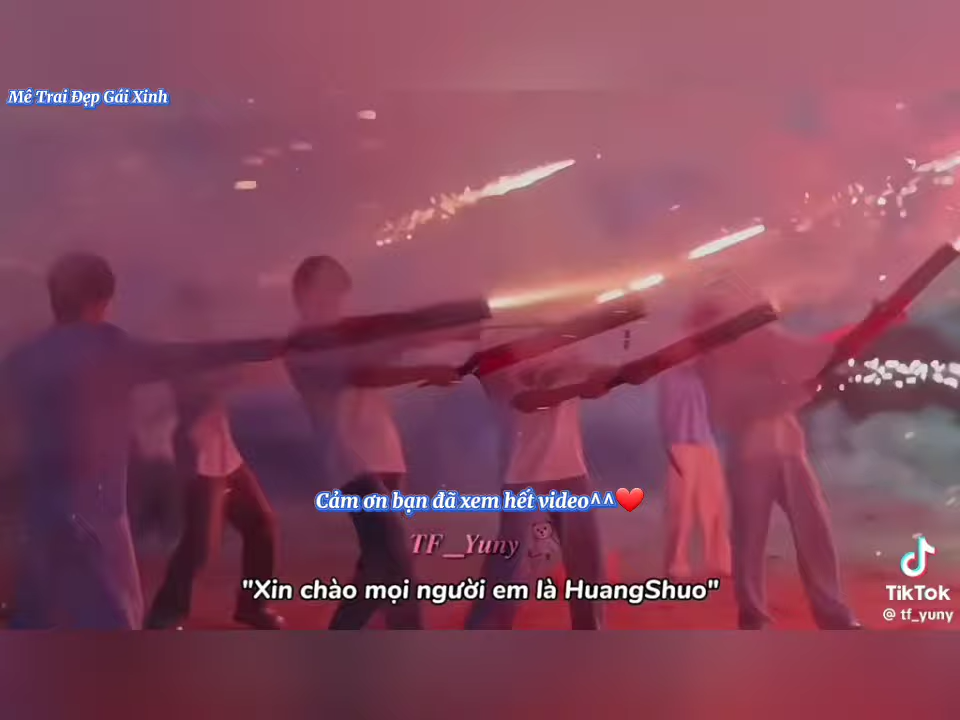 Mê Trai Đẹp Gái Xinh
Cảm ơn bạn đã xem hết video^^❤️
TF_Yuny
"Xin chào mọi người em là HuangShuo"
TikTok
@ tf_yuny